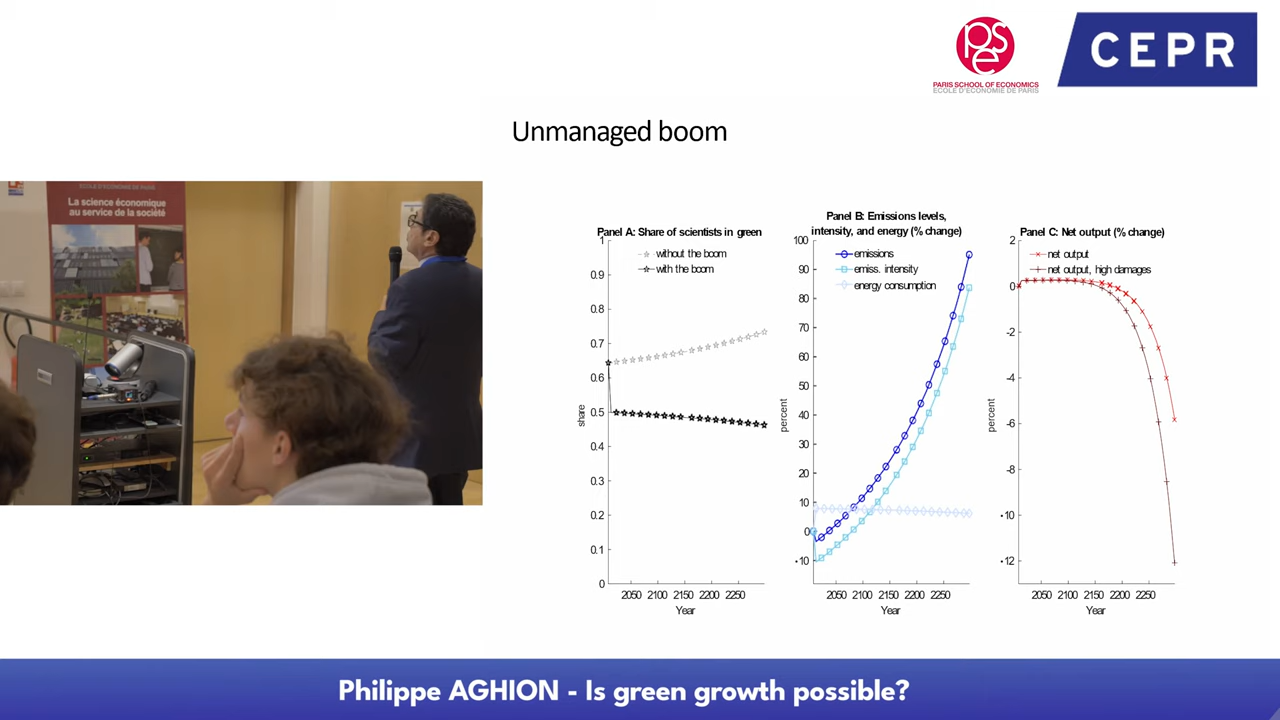 pse
PARIS SCHOOL OF ECONOMICS
ECOLE D'ECONOMIE DE PARIS
CEPR
Unmanaged boom
ECOLE D'ECONOMIE DE PARIS
La science économique
au service de la société
Panel A: Share of scientists in green
1
0.9
0.8
0.7
0.6
0.5
0.4
0.3
0.2
0.1
0
share
without the boom
with the boom
2050 2100 2150 2200 2250
Year
Panel B: Emissions levels,
intensity, and energy (% change)
100
90
80
70
60
50
40
30
20
10
0
-10
percent
emissions
emiss. intensity
energy consumption
2050 2100 2150 2200 2250
Year
Panel C: Net output (% change)
2
0
-2
-4
-6
-8
-10
-12
percent
net output
net output, high damages
2050 2100 2150 2200 2250
Year
Philippe AGHION - Is green growth possible?